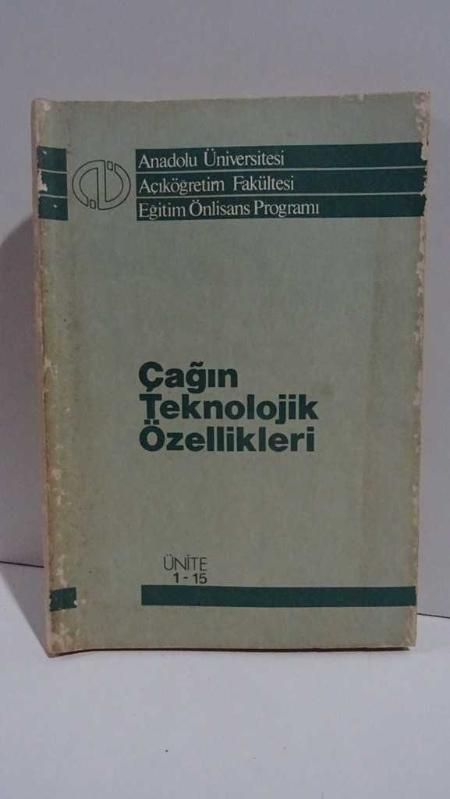 Anadolu Üniversitesi
Açıköğretim Fakültesi
Eğitim Önlisans Programı
Çağın
Teknolojik
Özellikleri
ÜNİTE
1 - 15